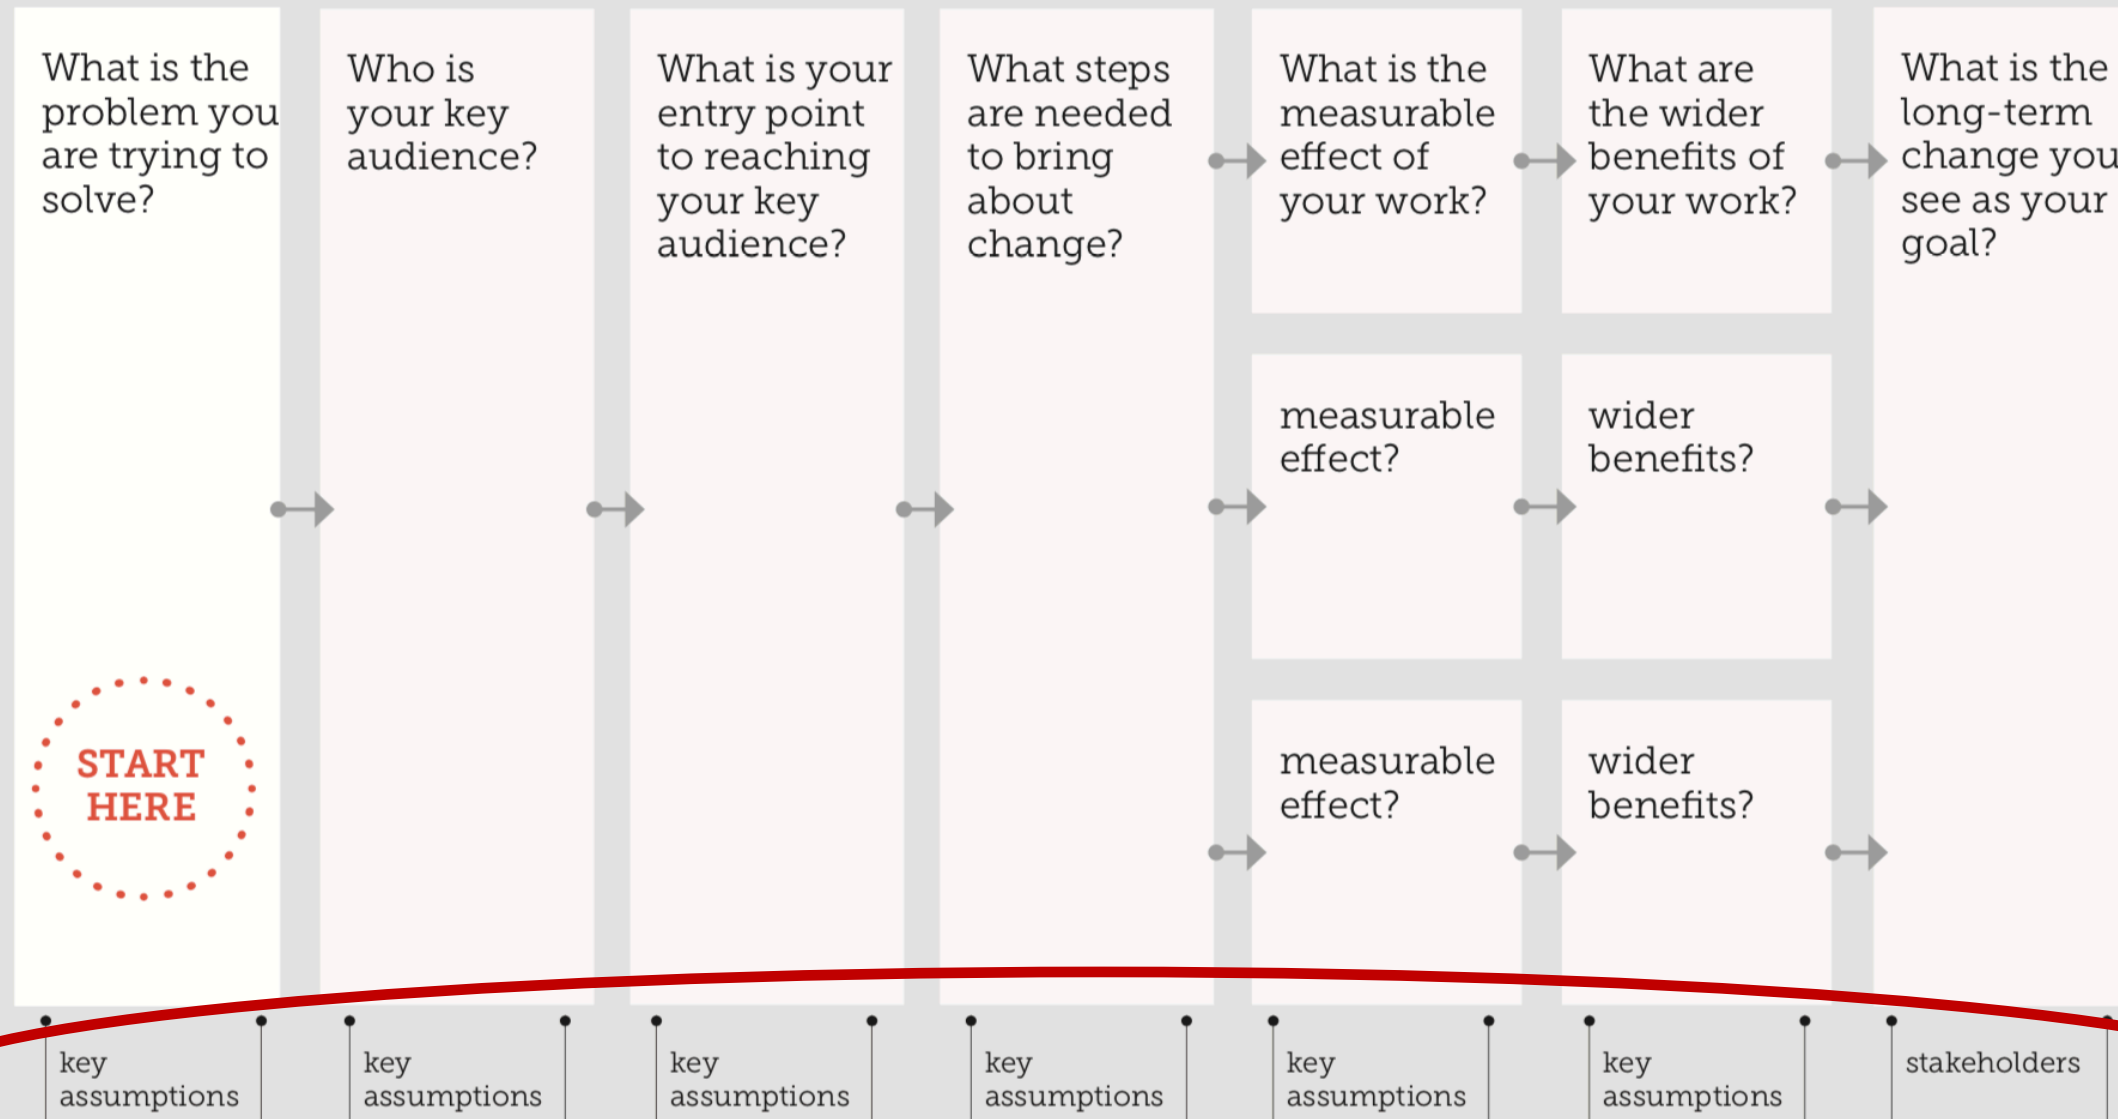 What is the
problem you
are trying to
solve?
START
HERE
Who is
your key
audience?
What is your
entry point
to reaching
your key
audience?
What steps
are needed
to bring
about
change?
What is the
measurable
effect of
your work?
measurable
effect?
measurable
effect?
What are
the wider
benefits of
your work?
wider
benefits?
wider
benefits?
What is the
long-term
change you
see as your
goal?
key
assumptions
key
assumptions
key
assumptions
key
assumptions
key
assumptions
key
assumptions
stakeholders